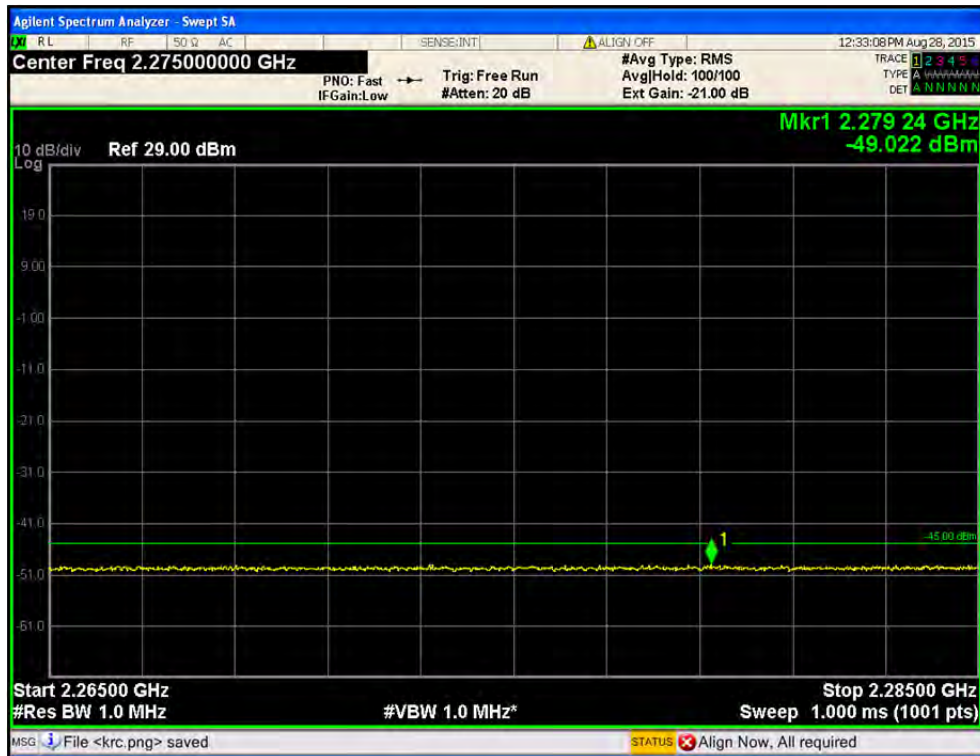 Agilent Spectrum Analyzer - Swept SA
LXI RL RF 50 Ω AC SENSE:INT ALIGN OFF 12:33:08 PM Aug 28, 2015
Center Freq 2.275000000 GHz
PNO: Fast
IFGain:Low
Trig: Free Run
#Atten: 20 dB
#Avg Type: RMS
Avg|Hold: 100/100
Ext Gain: -21.00 dB
TRACE 1 2 3 4 5 6
TYPE A WWWWW
DET A N N N N N
Mkr1 2.279 24 GHz
-49.022 dBm
10 dB/div Ref 29.00 dBm
Log
19.0
9.00
-1.00
-11.0
-21.0
-31.0
-41.0
-45.00 dBm
1
-51.0
-61.0
Start 2.26500 GHz Stop 2.28500 GHz
#Res BW 1.0 MHz #VBW 1.0 MHz* Sweep 1.000 ms (1001 pts)
MSG File <krc.png> saved STATUS Align Now, All required